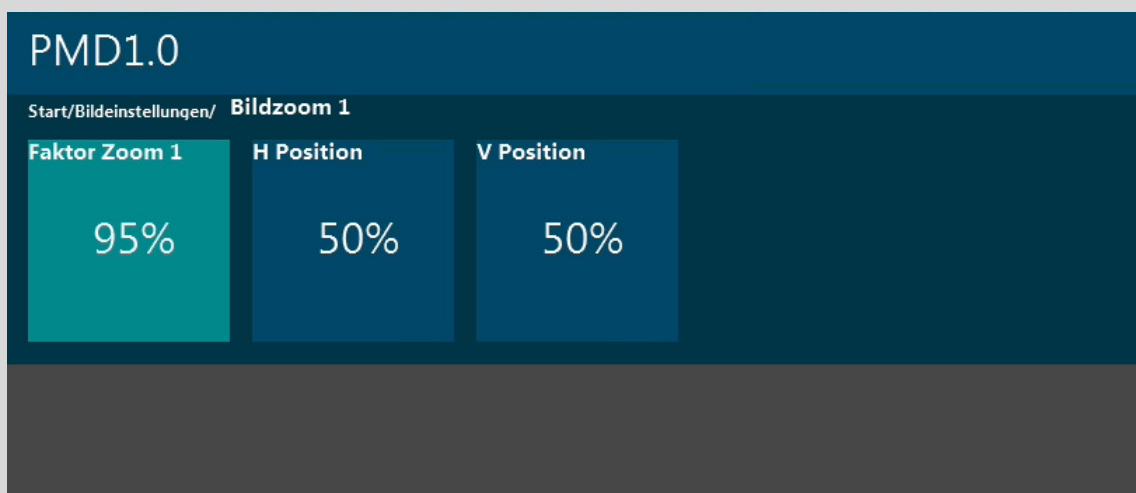 PMD1.0
Start/Bildeinstellungen/ Bildzoom 1
Faktor Zoom 1 H Position V Position
95% 50% 50%